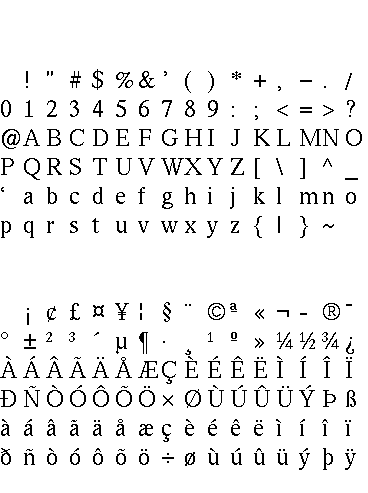 ! " # $ % & ’ ( ) * + , − . /
0 1 2 3 4 5 6 7 8 9 : ; < = > ?
@ A B C D E F G H I J K L M N O
P Q R S T U V W X Y Z [ \ ] ^ _
‘ a b c d e f g h i j k l m n o
p q r s t u v w x y z { | } ~
¡ ¢ £ ¤ ¥ ¦ § ¨ © ª « ¬ - ® ¯
° ± ² ³ ´ µ ¶ · ¸ ¹ º » ¼ ½ ¾ ¿
À Á Â Ã Ä Å Æ Ç È É Ê Ë Ì Í Î Ï
Ð Ñ Ò Ó Ô Õ Ö × Ø Ù Ú Û Ü Ý Þ ß
à á â ã ä å æ ç è é ê ë ì í î ï
ð ñ ò ó ô õ ö ÷ ø ù ú û ü ý þ ÿ